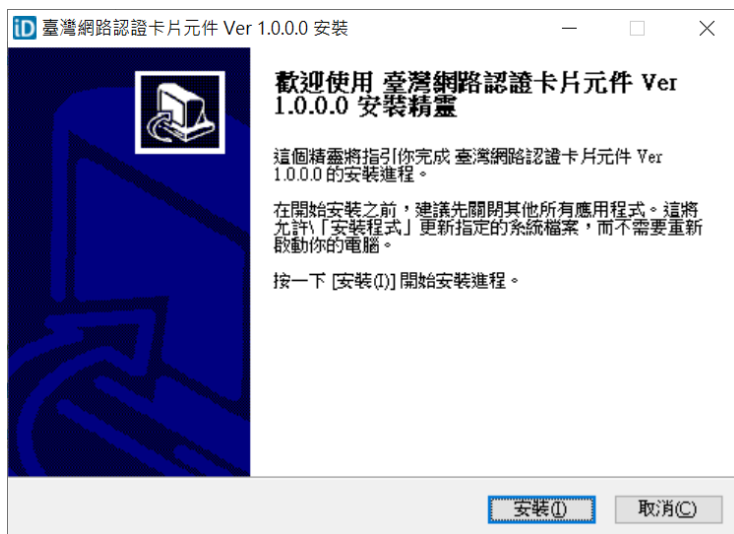 iD 臺灣網路認證卡片元件 Ver 1.0.0.0 安裝
歡迎使用 臺灣網路認證卡片元件 Ver
1.0.0.0 安裝精靈
這個精靈將指引你完成 臺灣網路認證卡片元件 Ver
1.0.0.0 的安裝進程。
在開始安裝之前，建議先關閉其他所有應用程式。這將
允許\「安裝程式」更新指定的系統檔案，而不需要重新
啟動你的電腦。
按一下 [安裝(I)] 開始安裝進程。
安裝(I)
取消(C)